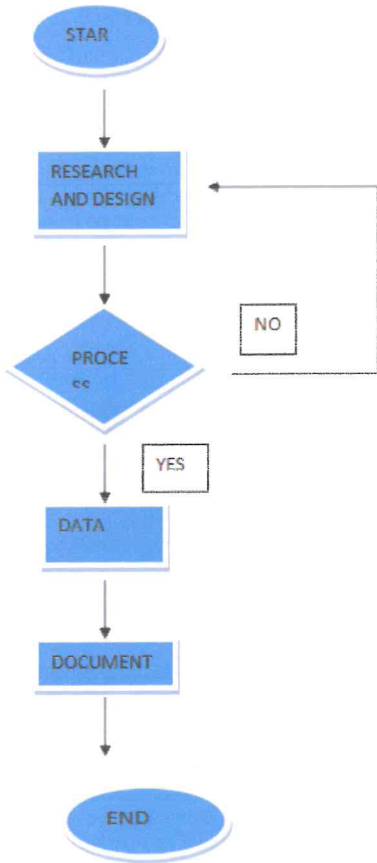 STAR
RESEARCH
AND DESIGN
NO
PROCE
SS
YES
DATA
DOCUMENT
END